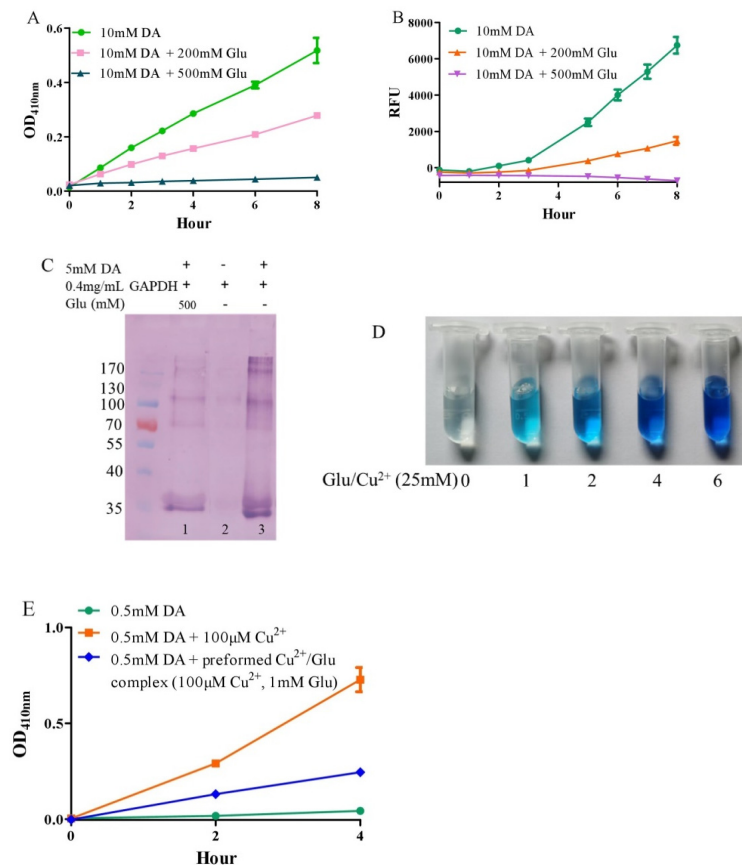 A
10mM DA
10mM DA + 200mM Glu
10mM DA + 500mM Glu
OD410nm
0.6
0.4
0.2
0.0
0 2 4 6 8
Hour
B
10mM DA
10mM DA + 200mM Glu
10mM DA + 500mM Glu
RFU
8000
6000
4000
2000
0
0 2 4 6 8
Hour
C
5mM DA + - +
0.4mg/mL GAPDH + + +
Glu (mM) 500 - -
170
130
100
70
55
40
35
1 2 3
D
Glu/Cu²⁺ (25mM) 0 1 2 4 6
E
0.5mM DA
0.5mM DA + 100μM Cu²⁺
0.5mM DA + preformed Cu²⁺/Glu
complex (100μM Cu²⁺, 1mM Glu)
OD410nm
1.0
0.5
0.0
0 2 4
Hour